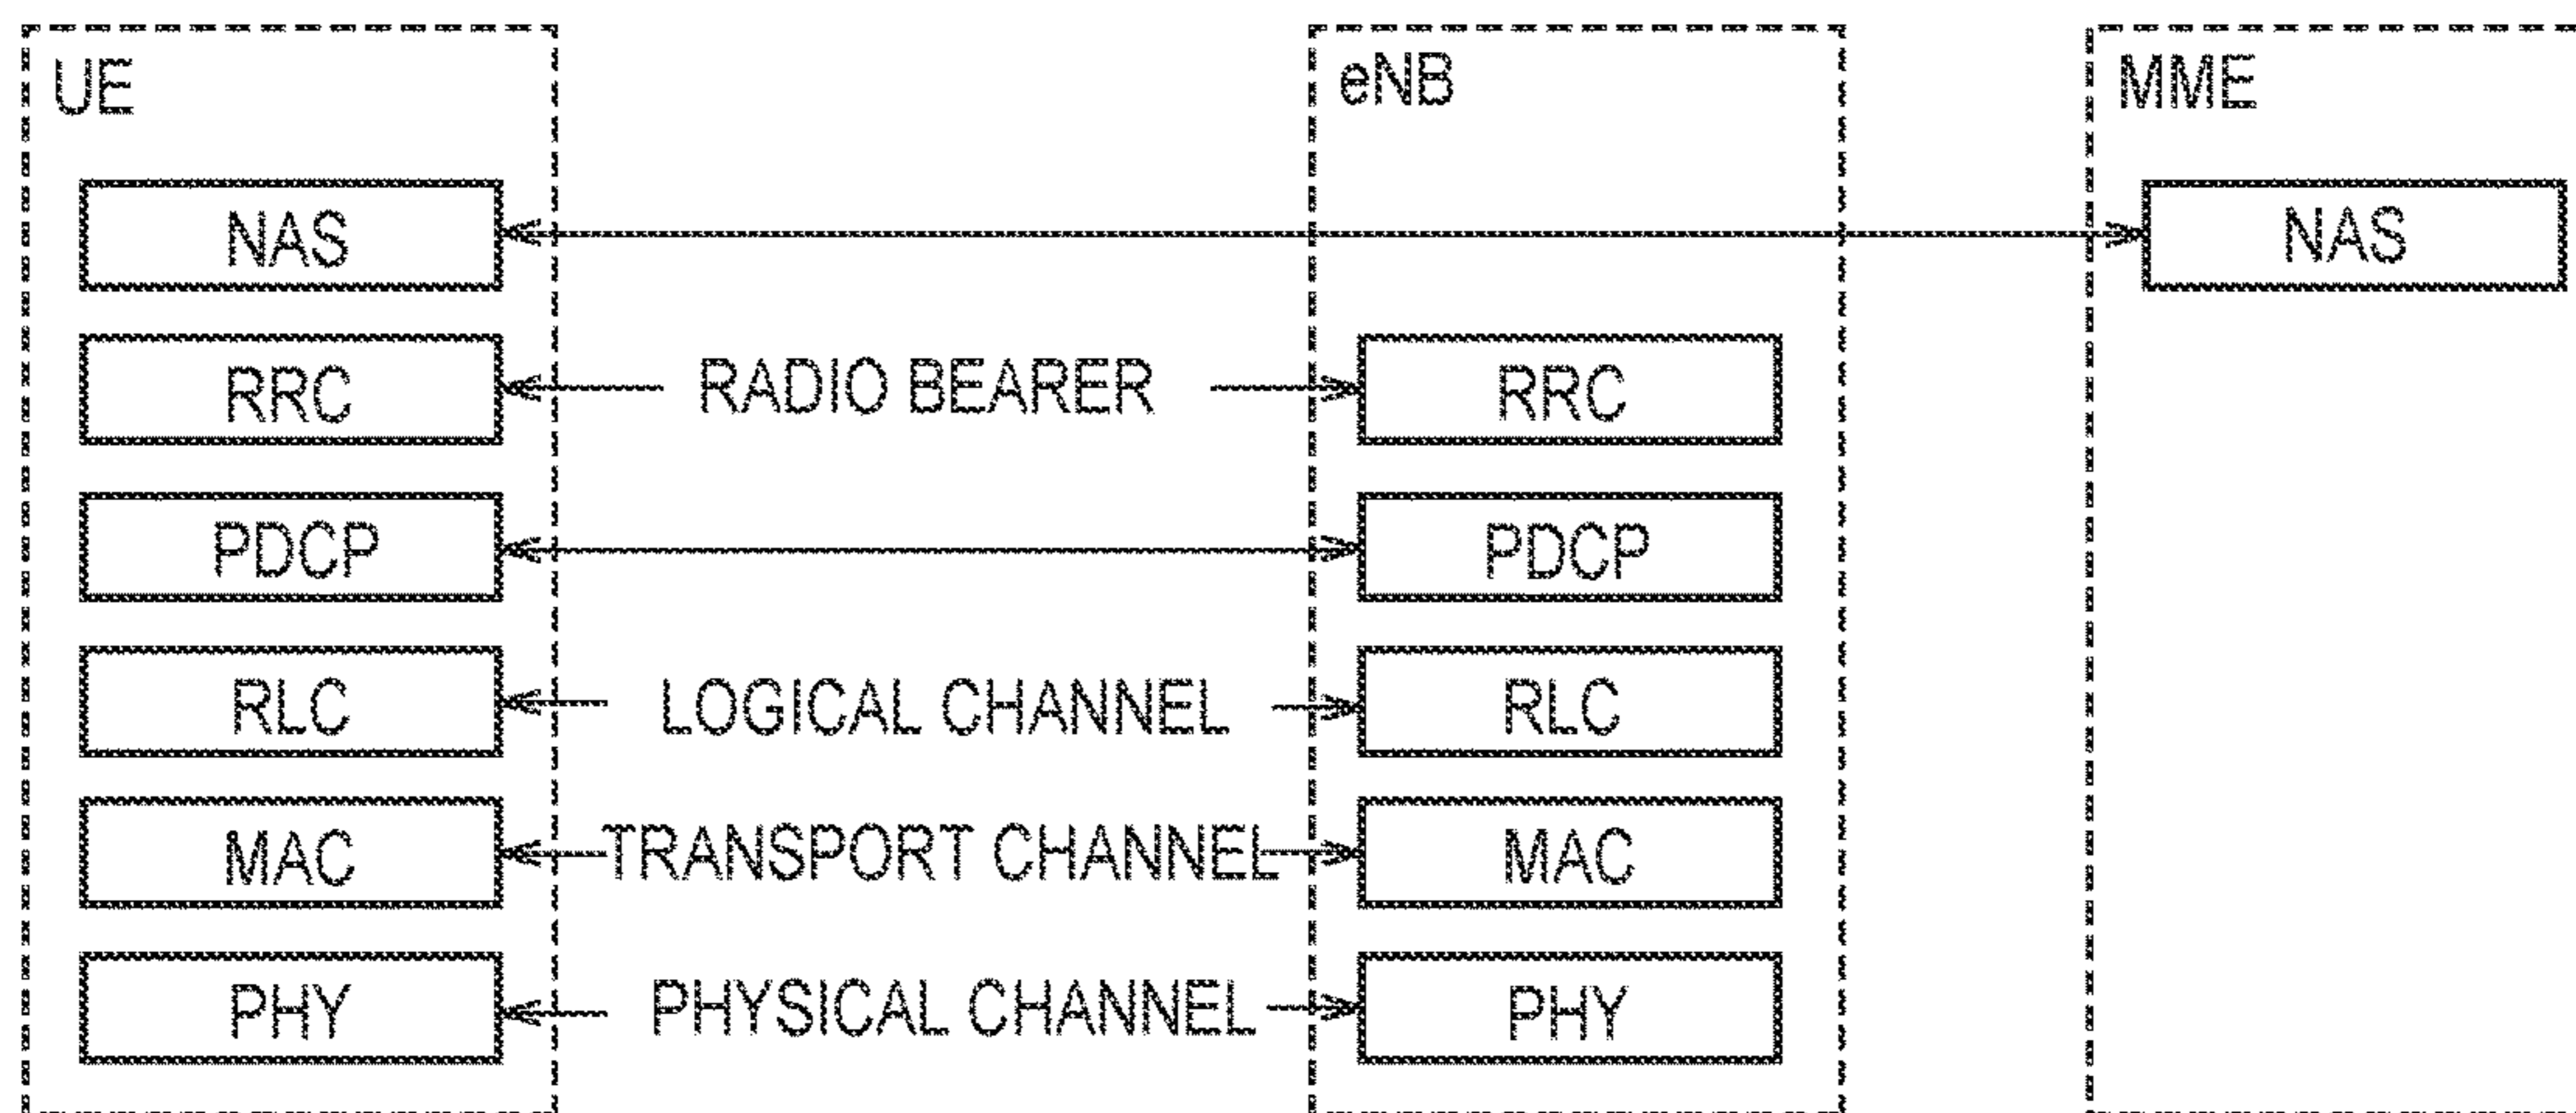 UE
eNB
MME
NAS
NAS
RRC
RADIO BEARER
RRC
PDCP
PDCP
RLC
LOGICAL CHANNEL
RLC
MAC
TRANSPORT CHANNEL
MAC
PHY
PHYSICAL CHANNEL
PHY